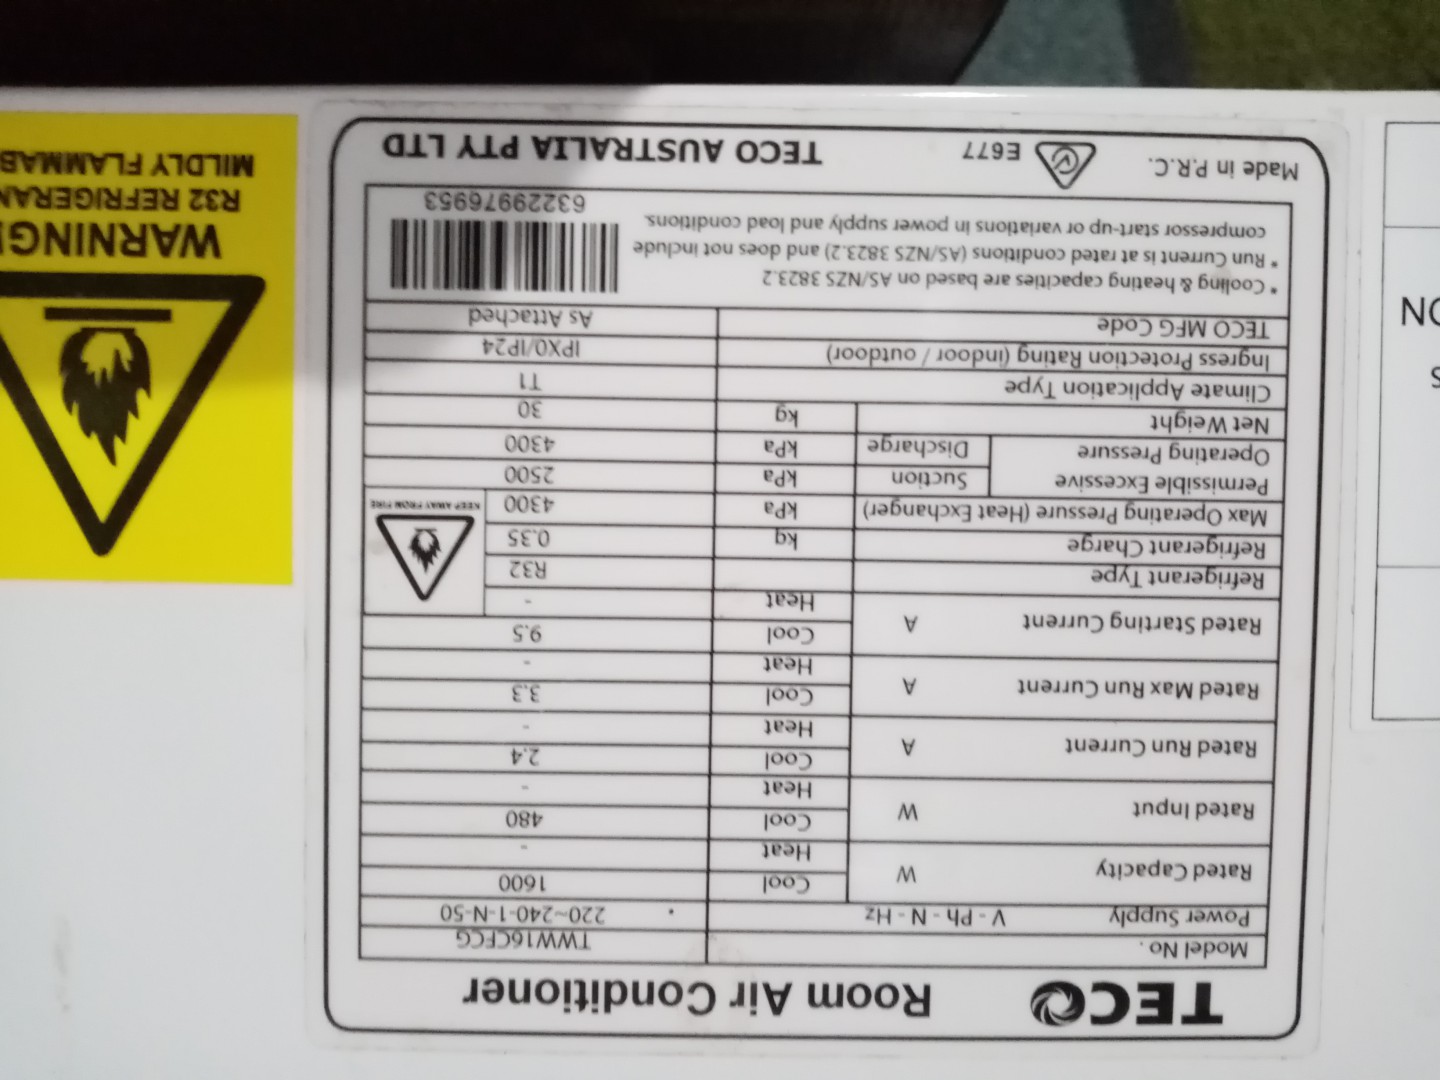 TECO Room Air Conditioner
Model No. TWW16CFCG
Power Supply V - Ph - N - Hz 220~240-1-N-50
Rated Capacity W Cool 1600
Heat -
Rated Input W Cool 480
Heat -
Rated Run Current A Cool 2.4
Heat -
Rated Max Run Current A Cool 3.3
Heat -
Rated Starting Current A Cool 9.5
Heat -
Refrigerant Type R32
Refrigerant Charge kg 0.35
Max Operating Pressure (Heat Exchanger) kPa 4300
KEEP AWAY FROM FIRE
Permissible Excessive Operating Pressure Suction kPa 2500
Discharge kPa 4300
Net Weight kg 30
Climate Application Type T1
Ingress Protection Rating (indoor / outdoor) IPX0/IP24
TECO MFG Code As Attached
* Cooling & heating capacities are based on AS/NZS 3823.2
* Run Current is at rated conditions (AS/NZS 3823.2) and does not include
compressor start-up or variations in power supply and load conditions.
63229976953
Made in P.R.C. E677 TECO AUSTRALIA PTY LTD
WARNING!
R32 REFRIGERAN
MILDLY FLAMMAB